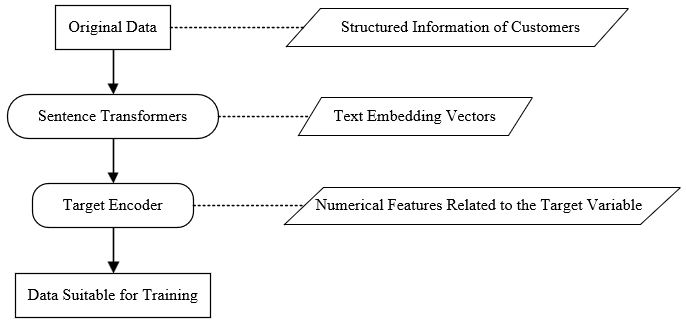 Original Data
Structured Information of Customers
Sentence Transformers
Text Embedding Vectors
Target Encoder
Numerical Features Related to the Target Variable
Data Suitable for Training